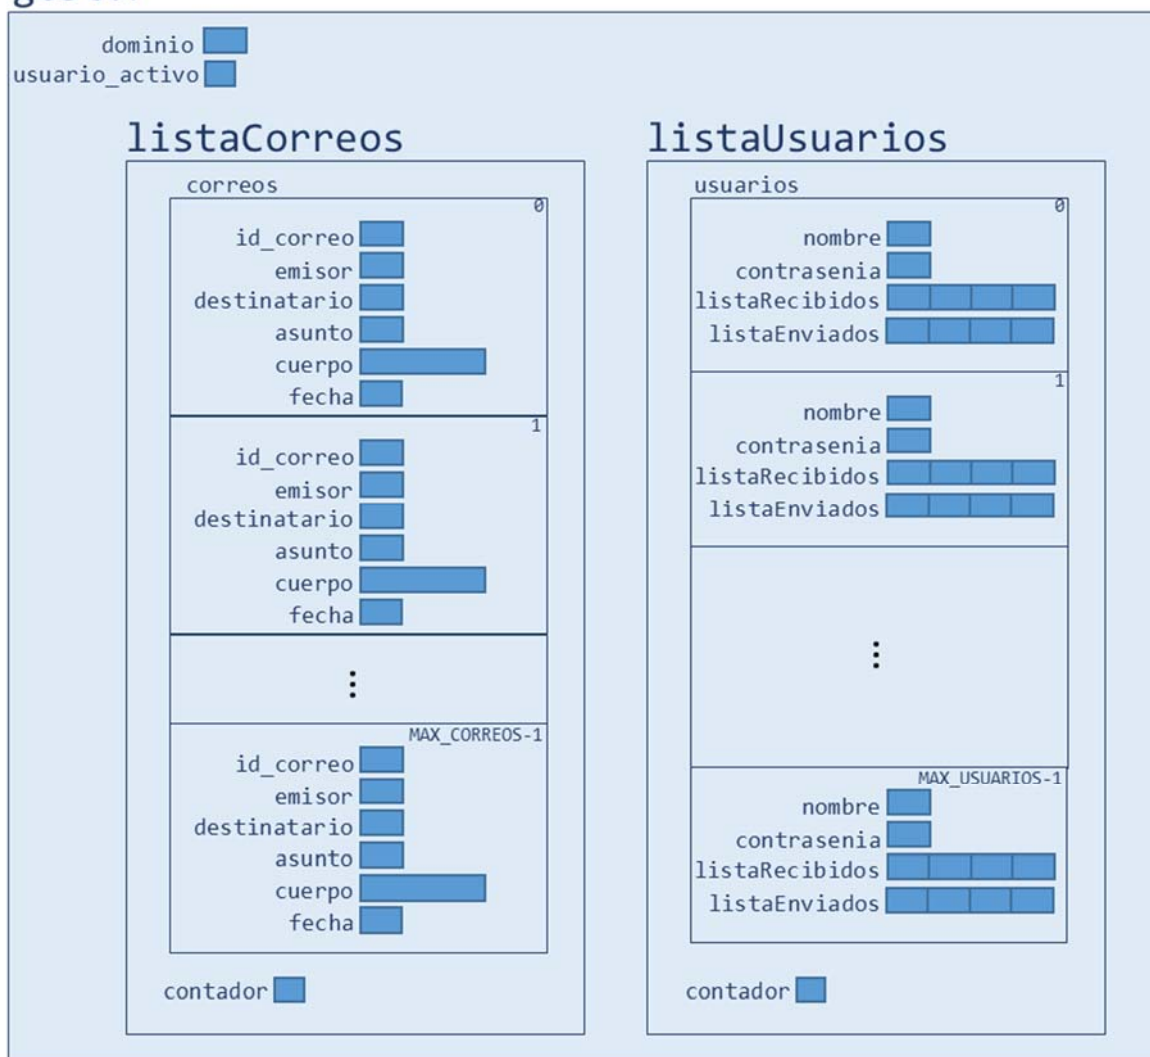 dominio
usuario_activo
listaCorreos
correos
0
id_correo
emisor
destinatario
asunto
cuerpo
fecha
1
id_correo
emisor
destinatario
asunto
cuerpo
fecha
⋮
MAX_CORREOS-1
id_correo
emisor
destinatario
asunto
cuerpo
fecha
contador
listaUsuarios
usuarios
0
nombre
contrasenia
listaRecibidos
listaEnviados
1
nombre
contrasenia
listaRecibidos
listaEnviados
⋮
MAX_USUARIOS-1
nombre
contrasenia
listaRecibidos
listaEnviados
contador